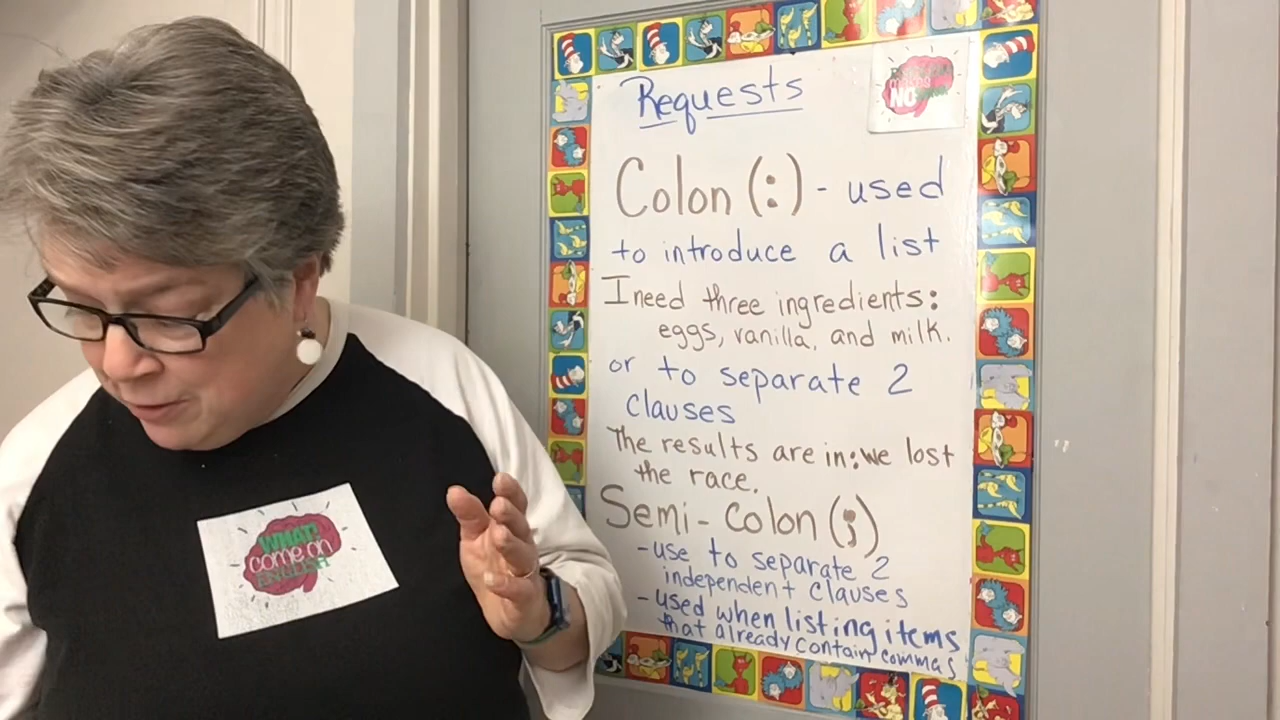 Requests
NO
Colon (:) - used
to introduce a list
I need three ingredients:
eggs, vanilla, and milk.
or to separate 2
clauses
The results are in: we lost
the race.
Semi-Colon (;)
- use to separate 2
independent clauses
- used when listing items
that already contain commas
WHAT?
COME ON
ENGLISH